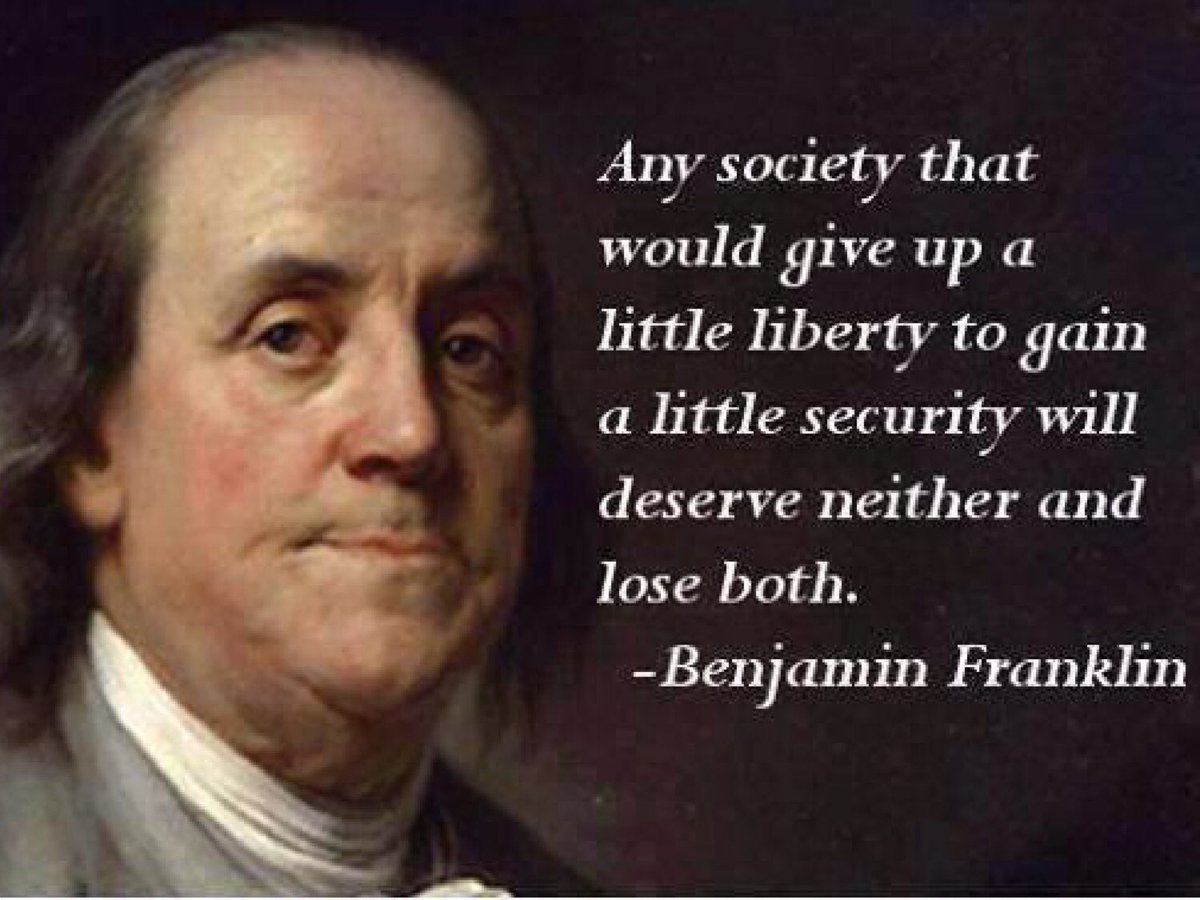 Any society that
would give up a
little liberty to gain
a little security will
deserve neither and
lose both.
-Benjamin Franklin